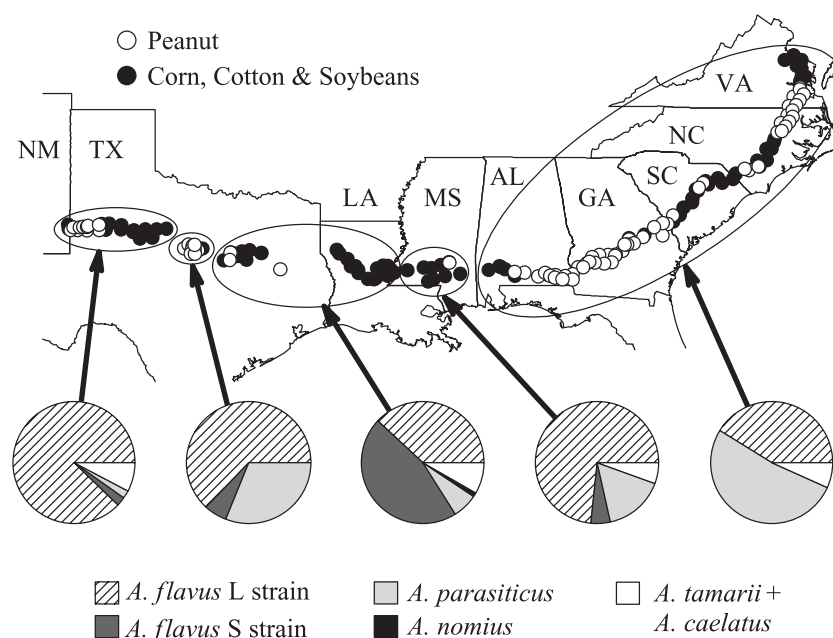 Peanut
Corn, Cotton & Soybeans
VA
NM
TX
NC
LA
MS
AL
GA
SC
A. flavus L strain
A. parasiticus
A. tamarii +
A. caelatus
A. flavus S strain
A. nomius